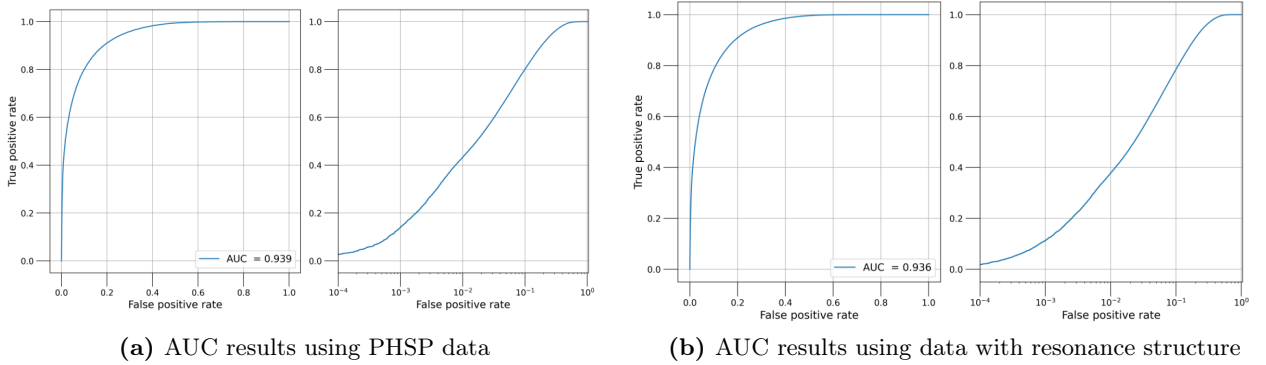 1.0
0.8
0.6
0.4
0.2
0.0
True positive rate
0.0 0.2 0.4 0.6 0.8 1.0
False positive rate
AUC = 0.939
1.0
0.8
0.6
0.4
0.2
0.0
10⁻⁴ 10⁻³ 10⁻² 10⁻¹ 10⁰
False positive rate
(a) AUC results using PHSP data
1.0
0.8
0.6
0.4
0.2
0.0
True positive rate
0.0 0.2 0.4 0.6 0.8 1.0
False positive rate
AUC = 0.936
1.0
0.8
0.6
0.4
0.2
0.0
10⁻⁴ 10⁻³ 10⁻² 10⁻¹ 10⁰
False positive rate
(b) AUC results using data with resonance structure